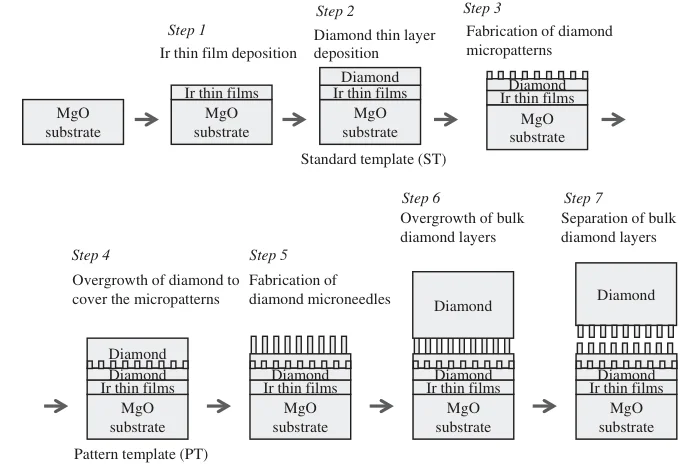 Step 1
Ir thin film deposition
Step 2
Diamond thin layer
deposition
Step 3
Fabrication of diamond
micropatterns
MgO
substrate
Ir thin films
MgO
substrate
Diamond
Ir thin films
MgO
substrate
Standard template (ST)
Diamond
Ir thin films
MgO
substrate
Step 4
Overgrowth of diamond to
cover the micropatterns
Diamond
Diamond
Ir thin films
MgO
substrate
Pattern template (PT)
Step 5
Fabrication of
diamond microneedles
Diamond
Ir thin films
MgO
substrate
Step 6
Overgrowth of bulk
diamond layers
Diamond
Diamond
Ir thin films
MgO
substrate
Step 7
Separation of bulk
diamond layers
Diamond
Diamond
Ir thin films
MgO
substrate